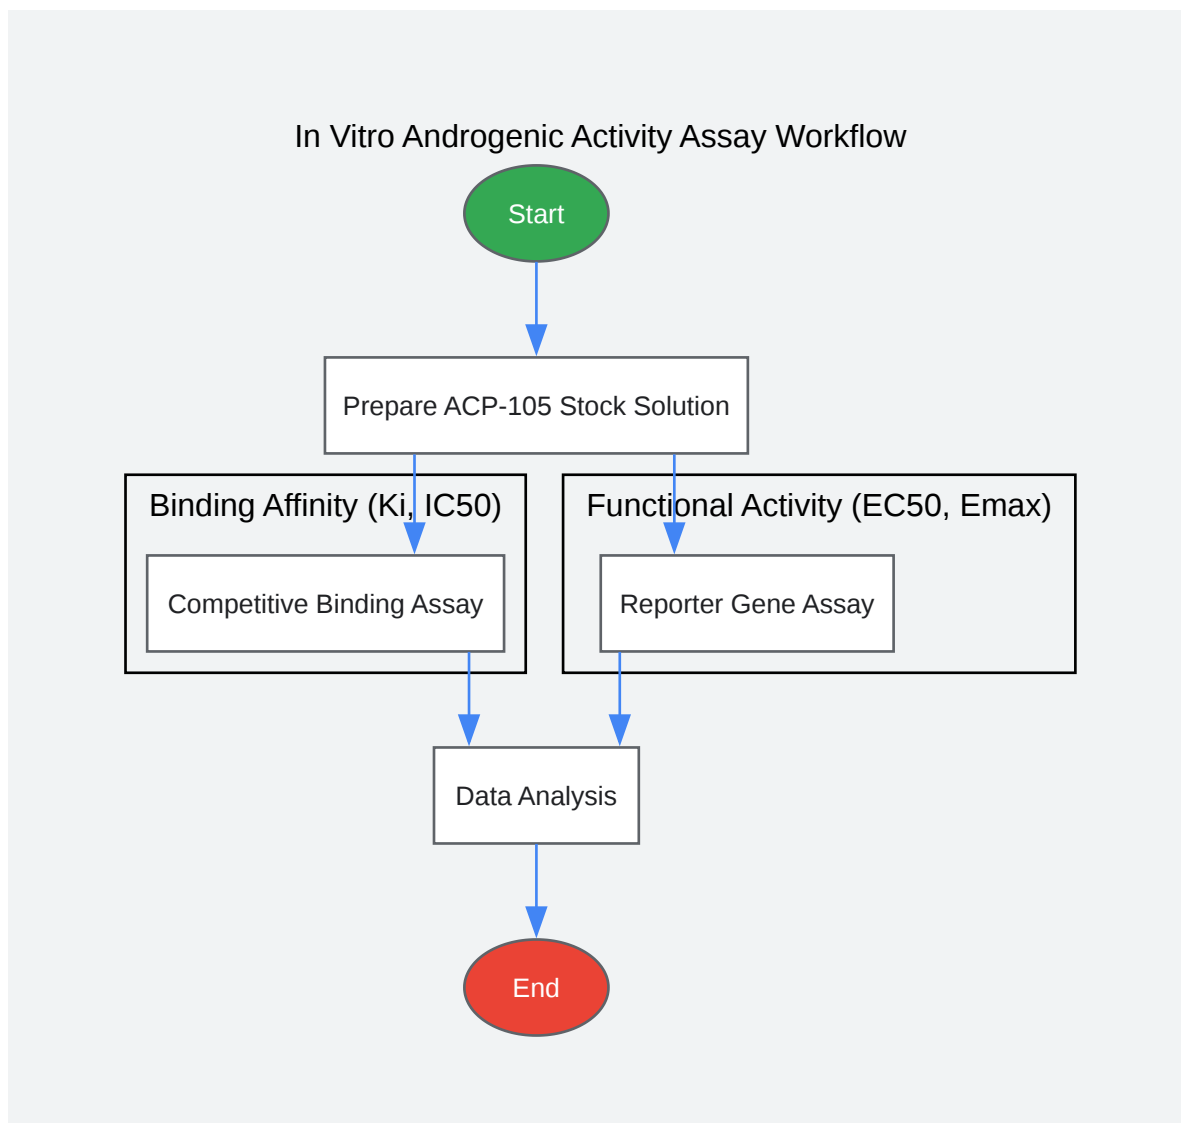 In Vitro Androgenic Activity Assay Workflow
Start
Prepare ACP-105 Stock Solution
Binding Affinity (Ki, IC50)
Functional Activity (EC50, Emax)
Competitive Binding Assay
Reporter Gene Assay
Data Analysis
End